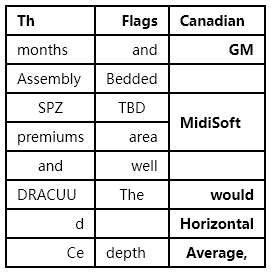 Th Flags Canadian
months and GM
Assembly Bedded
SPZ TBD MidiSoft
premiums area
and well
DRACUU The would
d Horizontal
Ce depth Average,